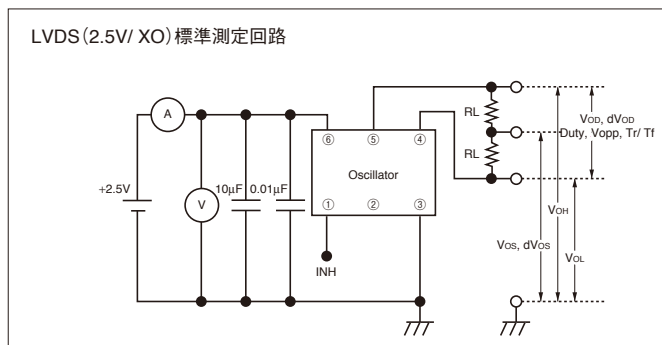 LVDS(2.5V/ XO)標準測定回路
A
⑥ ⑤ ④
RL
RL
VOD, dVOD
Duty, Vopp, Tr/ Tf
Oscillator
+2.5V
V
10μF
0.01μF
① ② ③
INH
VOS, dVOS
VOH
VOL